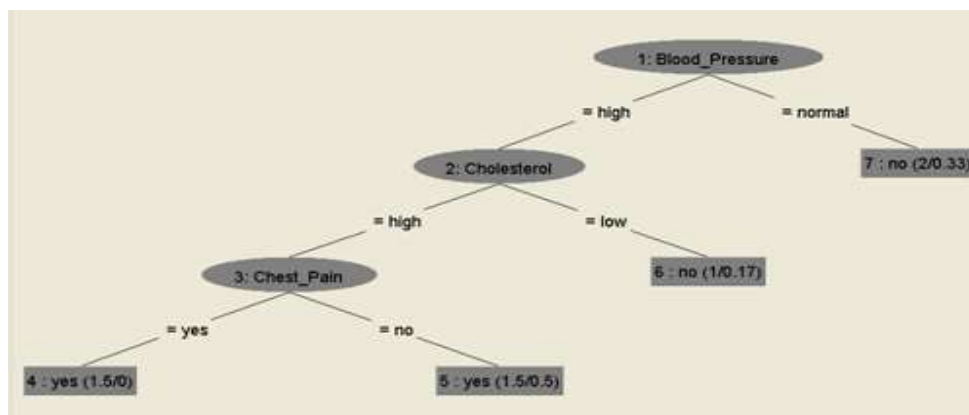 1: Blood_Pressure
= high
= normal
2: Cholesterol
7 : no (2/0.33)
= high
= low
3: Chest_Pain
6 : no (1/0.17)
= yes
= no
4 : yes (1.5/0)
5 : yes (1.5/0.5)